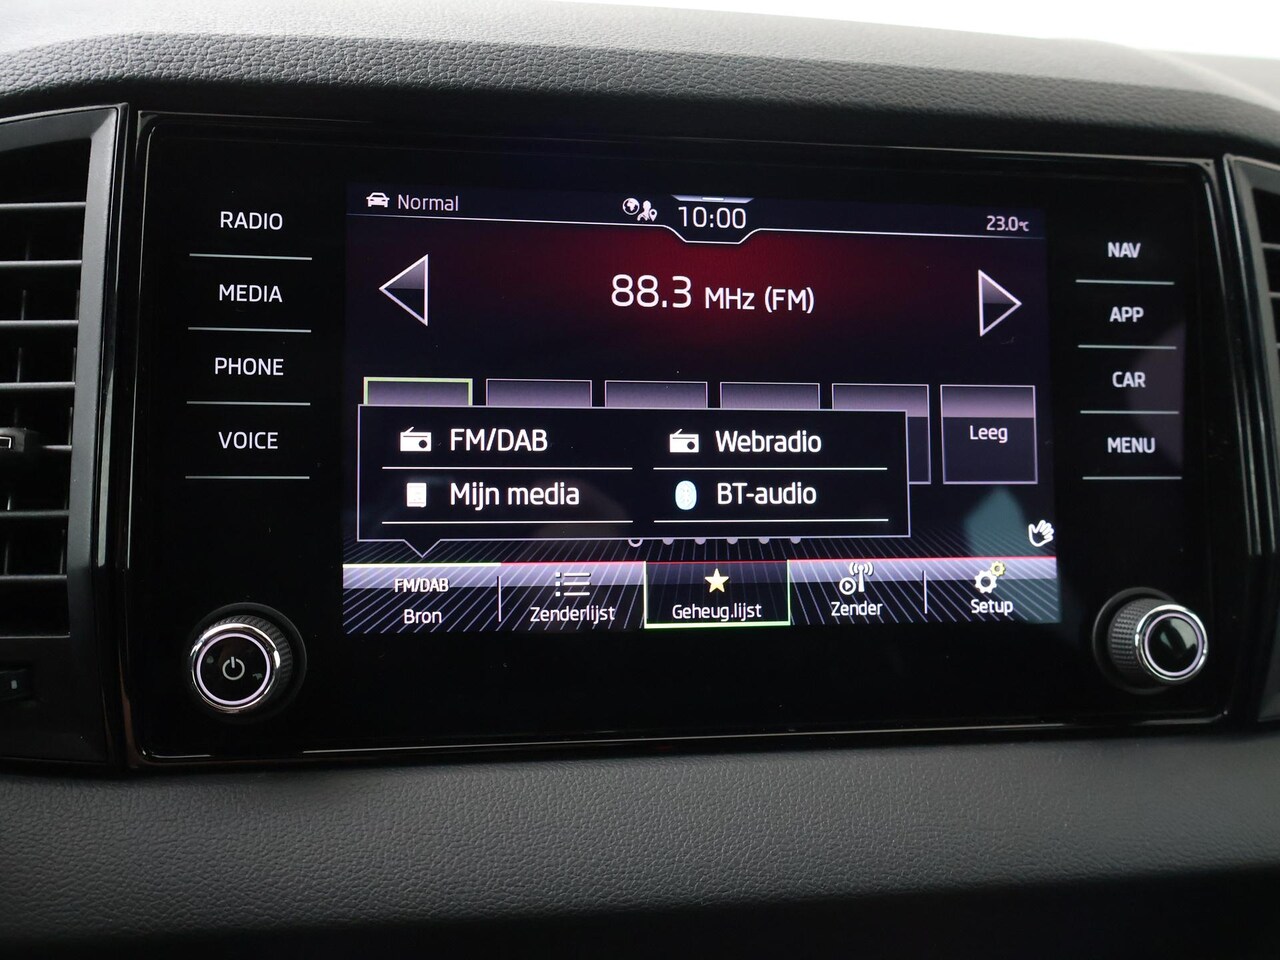 RADIO
MEDIA
PHONE
VOICE
Normal
10:00
23.0°C
88.3 MHz (FM)
FM/DAB
Webradio
Mijn media
BT-audio
Leeg
FM/DAB
Bron
Zenderlijst
Geheug.lijst
Zender
Setup
NAV
APP
CAR
MENU